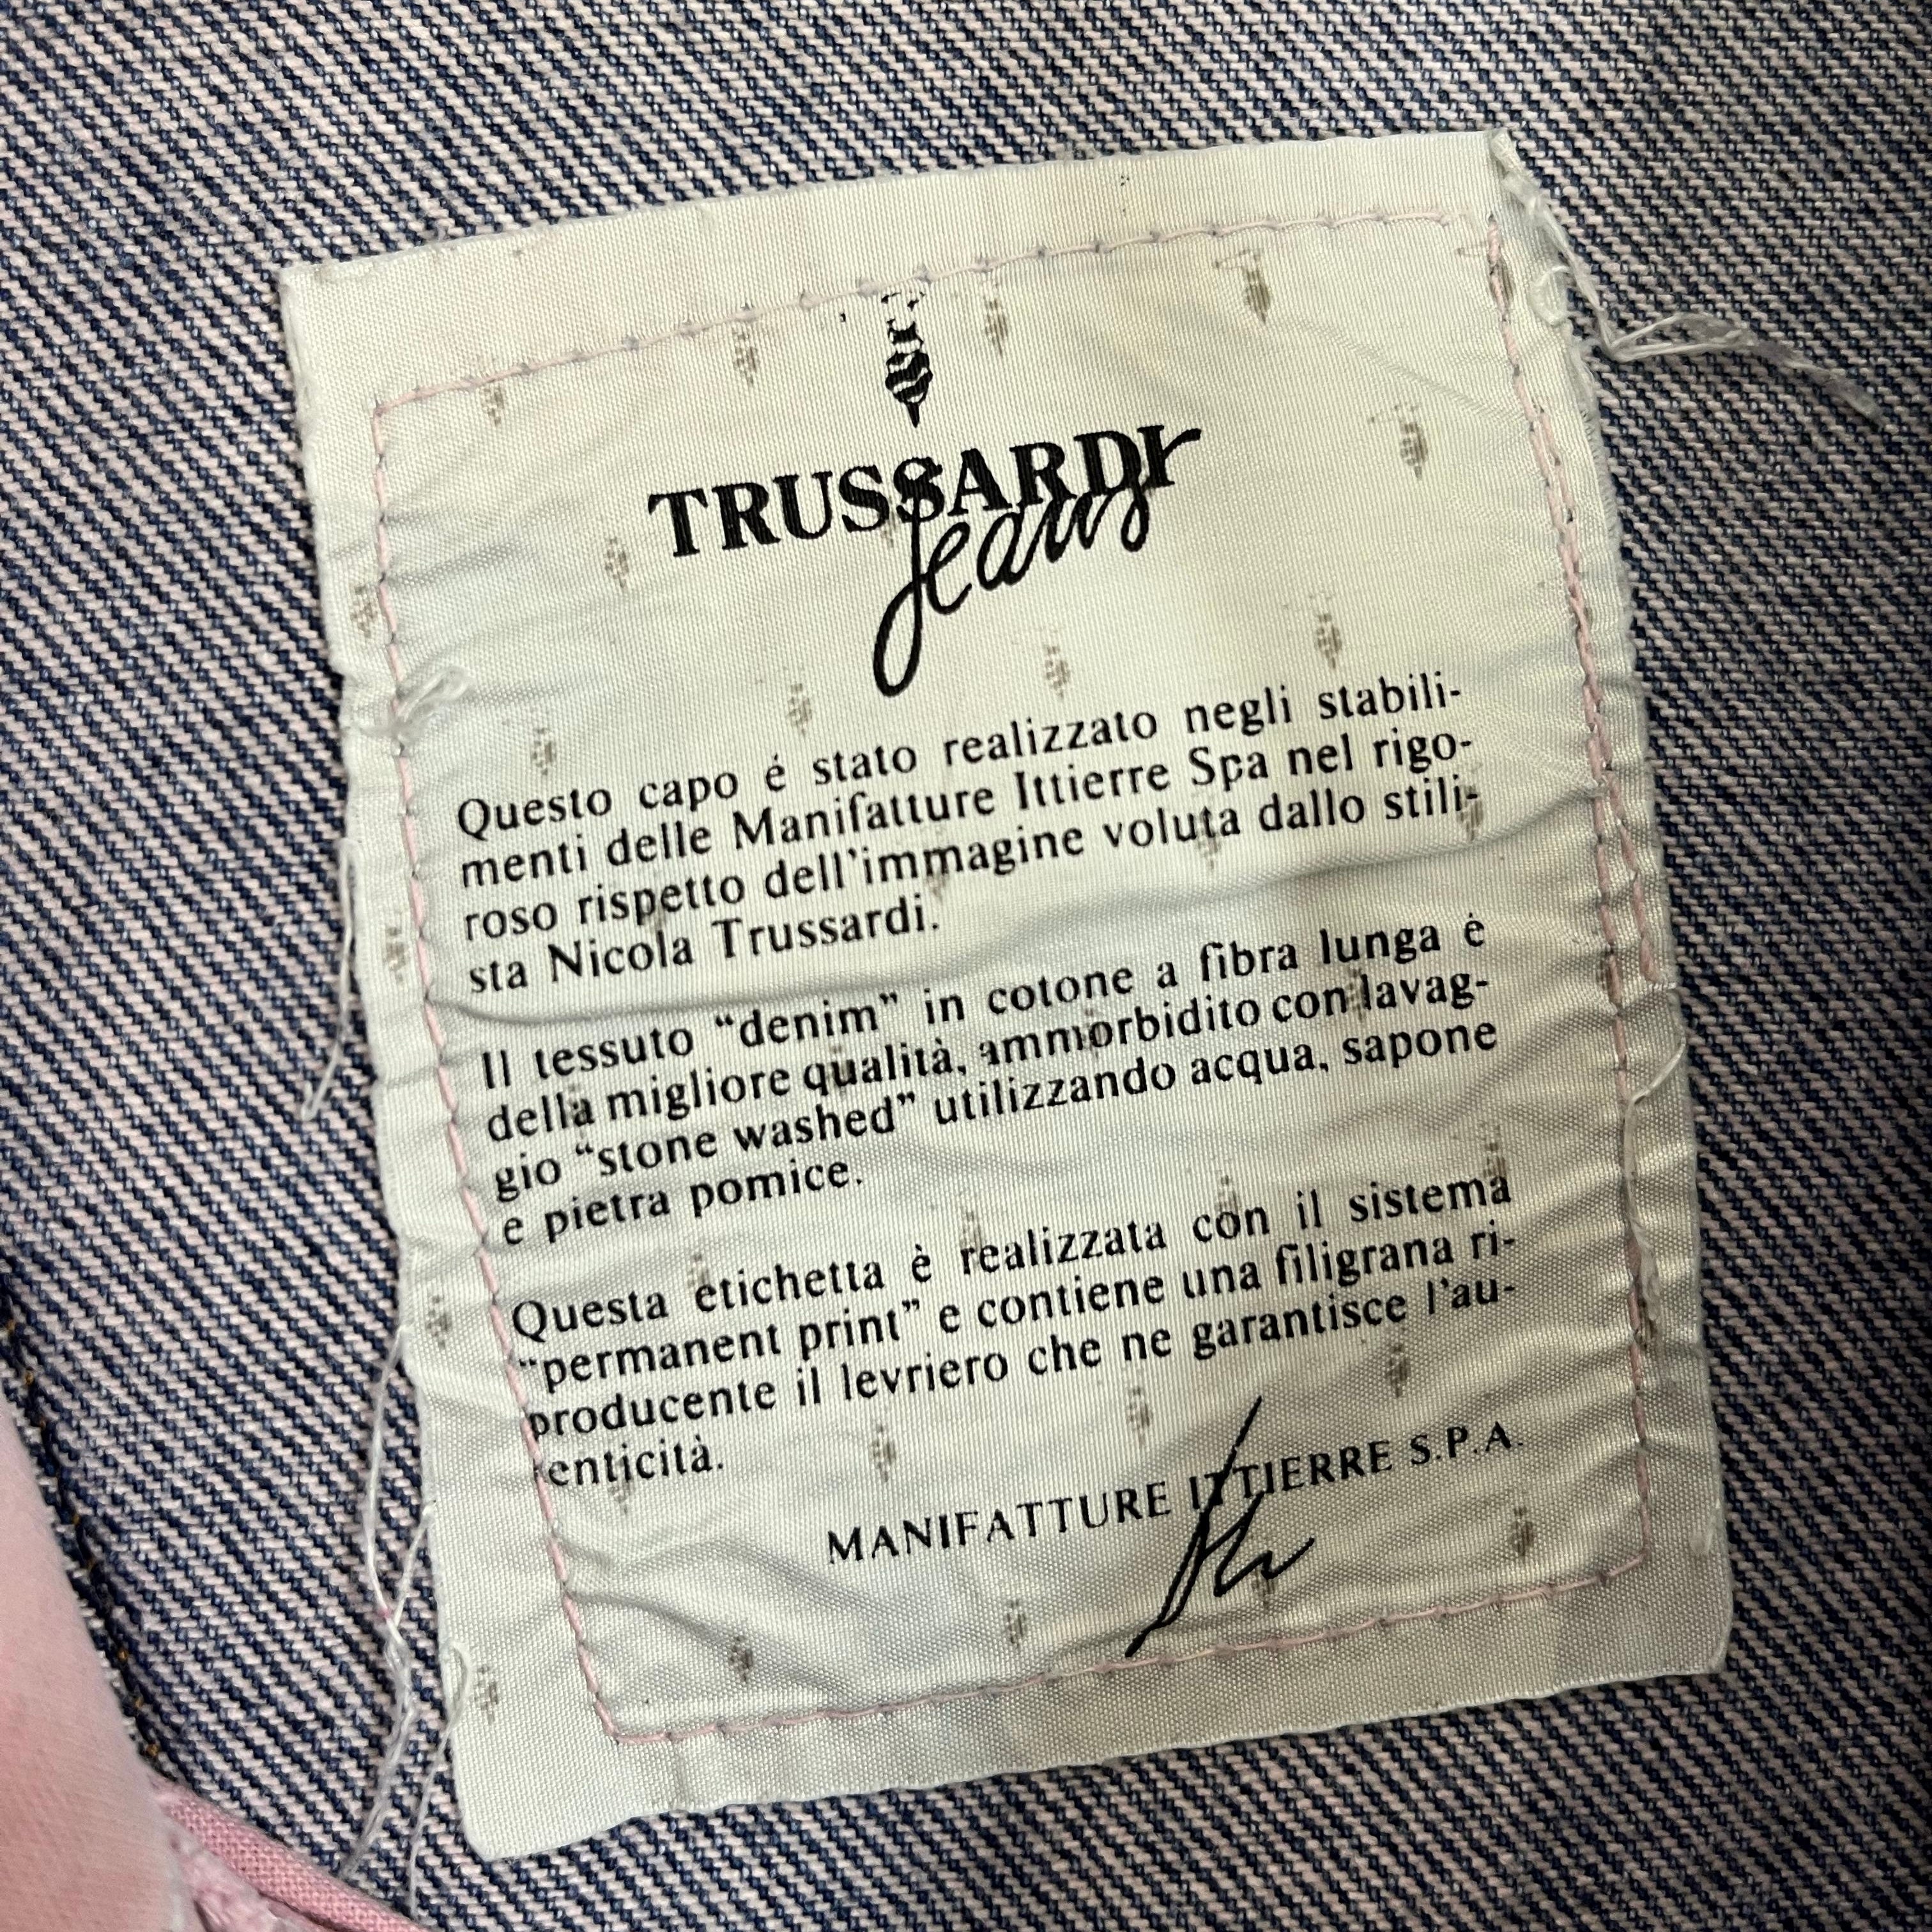 TRUSSARDI
Jeans
Questo capo é stato realizzato negli stabili-
menti delle Manifatture Ittierre Spa nel rigo-
roso rispetto dell'immagine voluta dallo stili-
sta Nicola Trussardi.
Il tessuto “denim” in cotone a fibra lunga é
della migliore qualità, ammorbidito con lavag-
gio “stone washed” utilizzando acqua, sapone
e pietra pomice.
Questa etichetta è realizzata con il sistema
“permanent print” e contiene una filigrana ri-
producente il levriero che ne garantisce l'au-
tenticità.
MANIFATTURE ITTIERRE S.P.A.